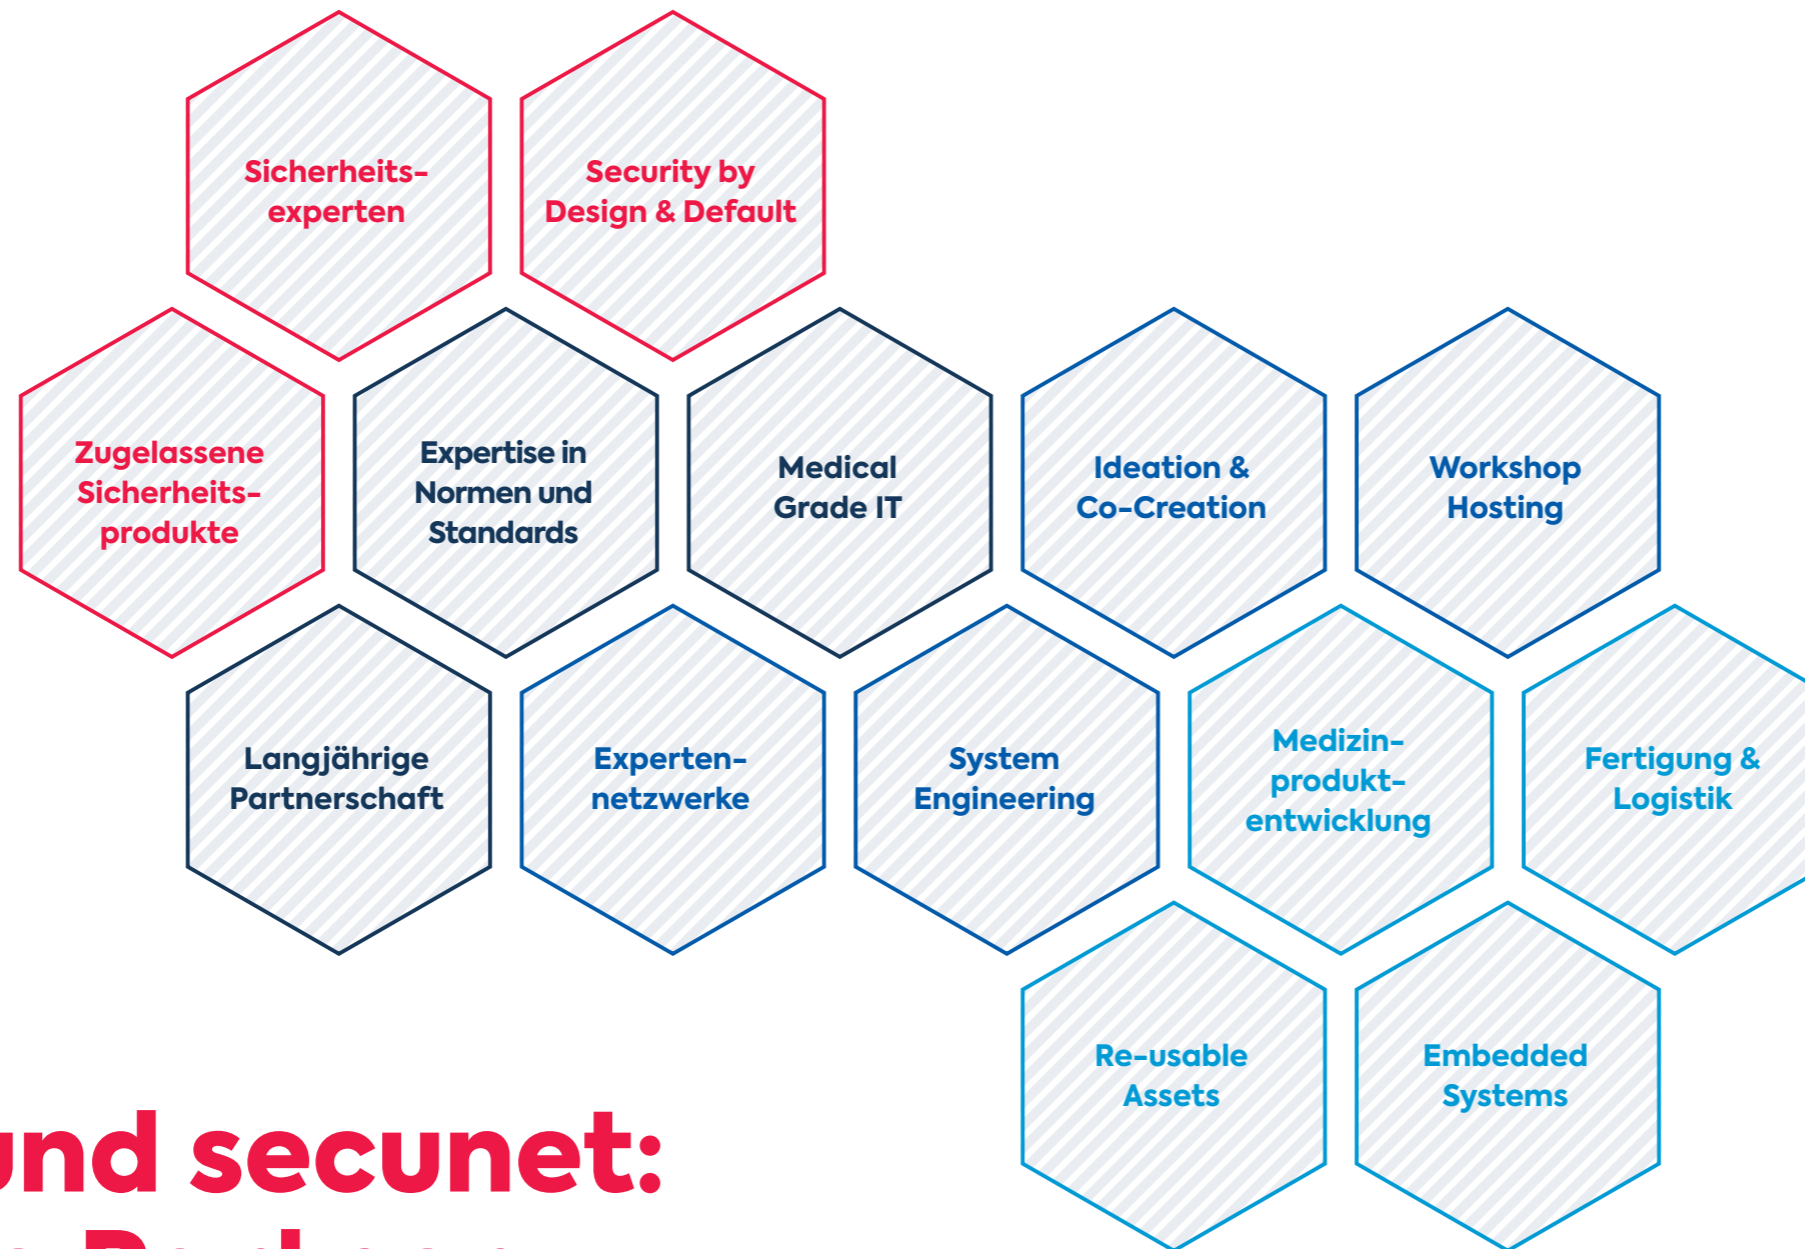 Sicherheits-
experten
Security by
Design & Default
Zugelassene
Sicherheits-
produkte
Expertise in
Normen und
Standards
Medical
Grade IT
Ideation &
Co-Creation
Workshop
Hosting
Langjährige
Partnerschaft
Experten-
netzwerke
System
Engineering
Medizin-
produkt-
entwicklung
Fertigung &
Logistik
Re-usable
Assets
Embedded
Systems
und secunet: